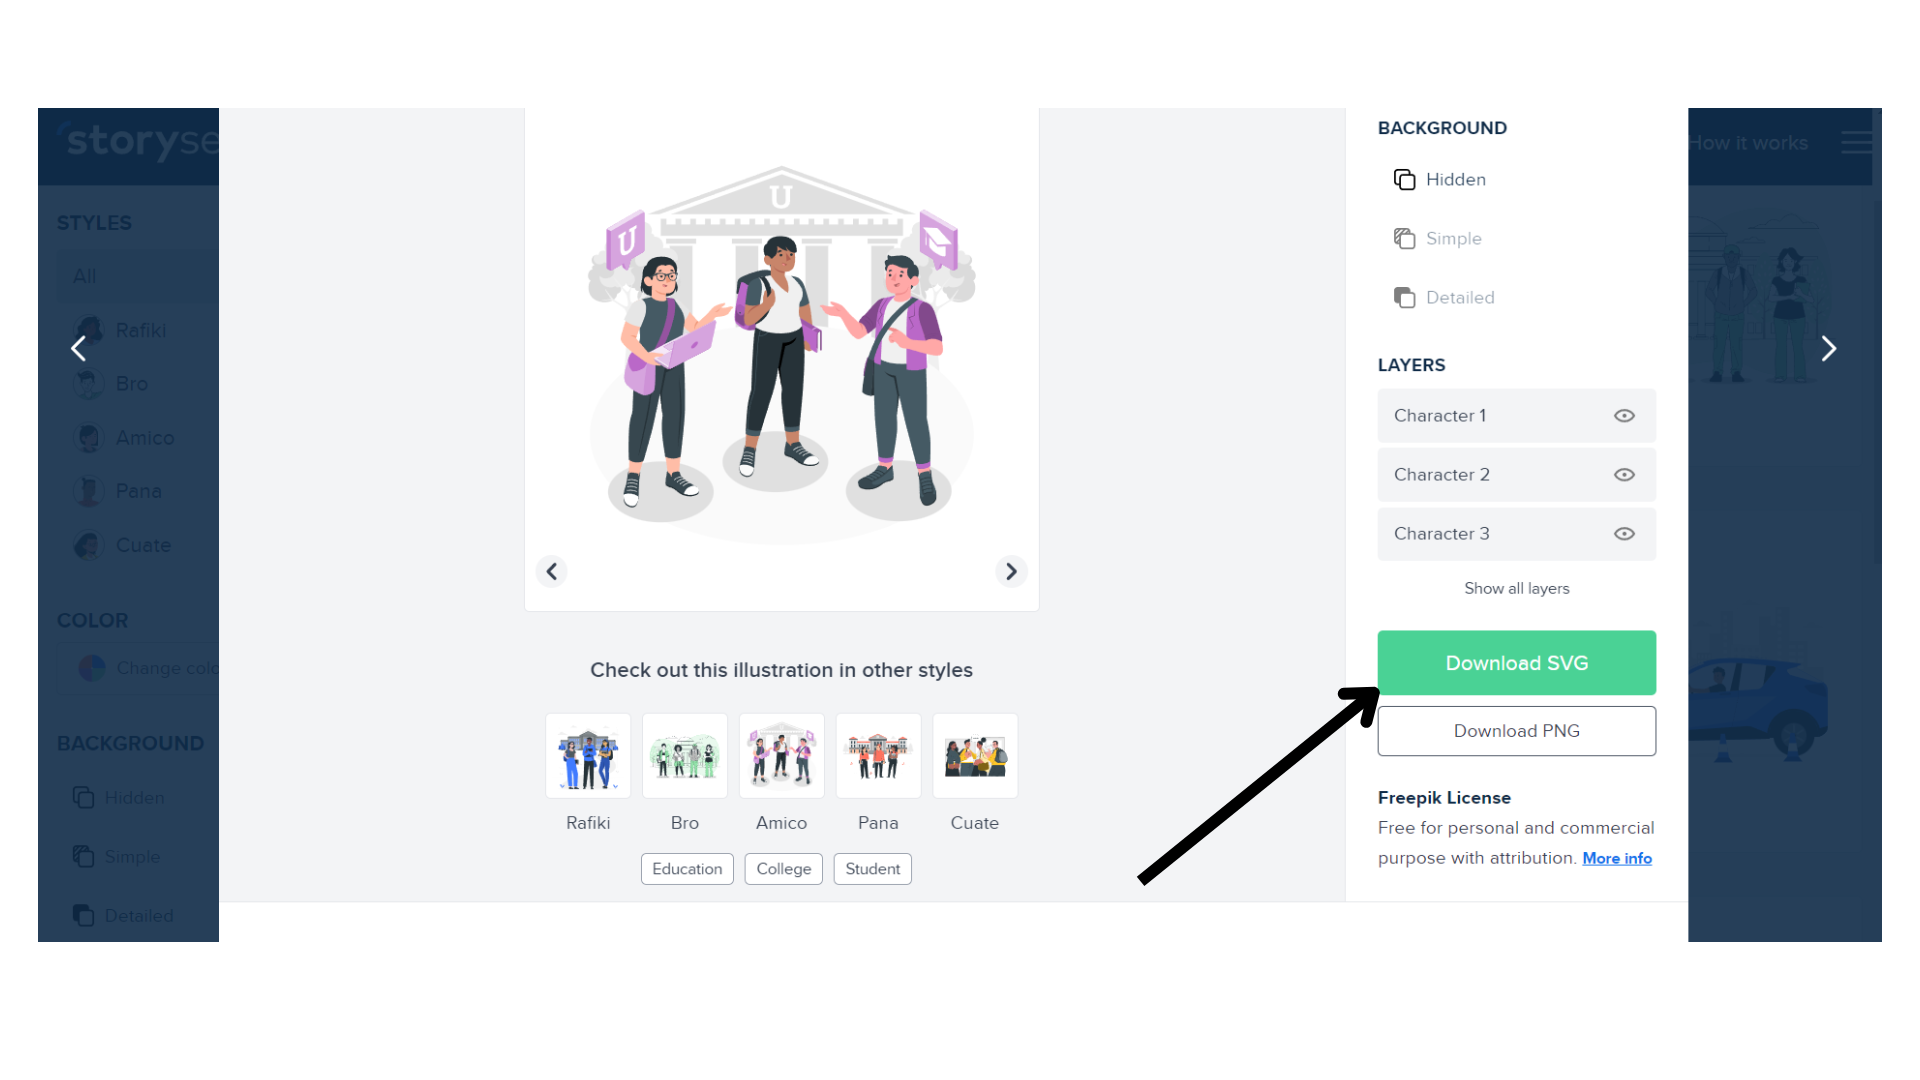 storyse
How it works
STYLES
All
Rafiki
Bro
Amico
Pana
Cuate
COLOR
Change colo
BACKGROUND
Hidden
Simple
Detailed
U
U
Check out this illustration in other styles
Rafiki
Bro
Amico
Pana
Cuate
Education
College
Student
BACKGROUND
Hidden
Simple
Detailed
LAYERS
Character 1
Character 2
Character 3
Show all layers
Download SVG
Download PNG
Freepik License
Free for personal and commercial
purpose with attribution. More info